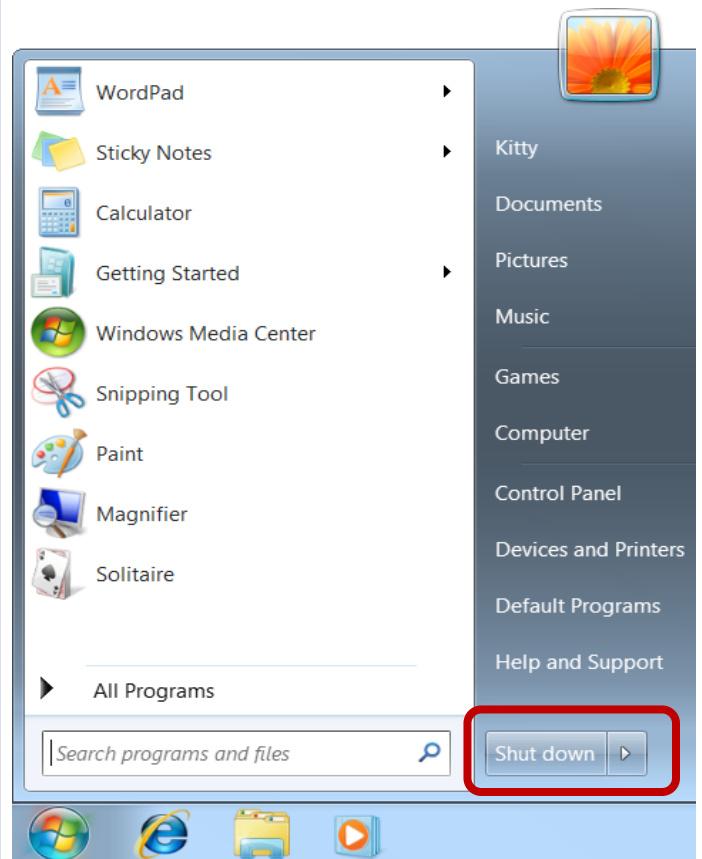 WordPad
Sticky Notes
Calculator
Getting Started
Windows Media Center
Snipping Tool
Paint
Magnifier
Solitaire
All Programs
Search programs and files
Kitty
Documents
Pictures
Music
Games
Computer
Control Panel
Devices and Printers
Default Programs
Help and Support
Shut down